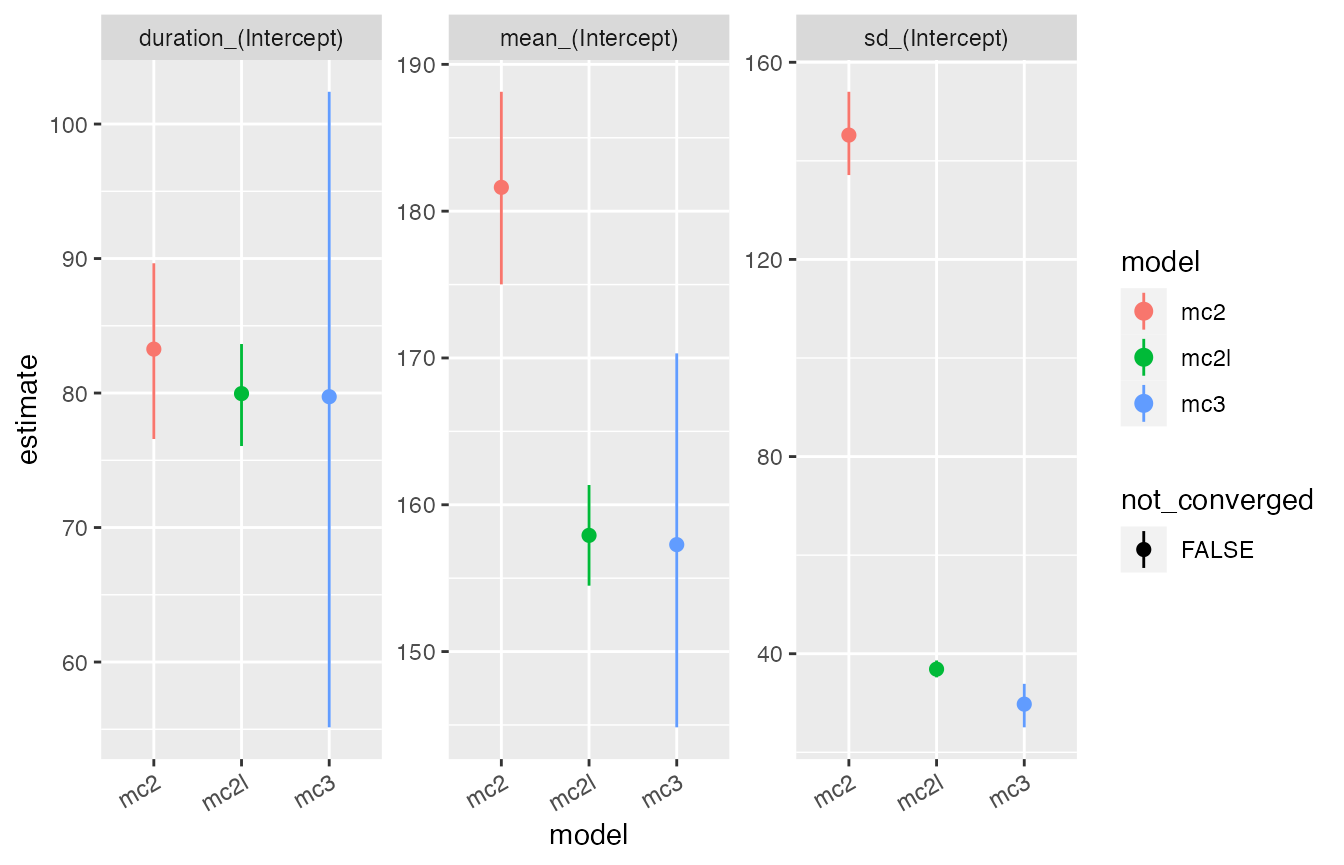 duration_(Intercept)
mean_(Intercept)
sd_(Intercept)
estimate
100
90
80
70
60
190
180
170
160
150
160
120
80
40
mc2
mc2l
mc3
mc2
mc2l
mc3
mc2
mc2l
mc3
model
model
mc2
mc2l
mc3
not_converged
FALSE